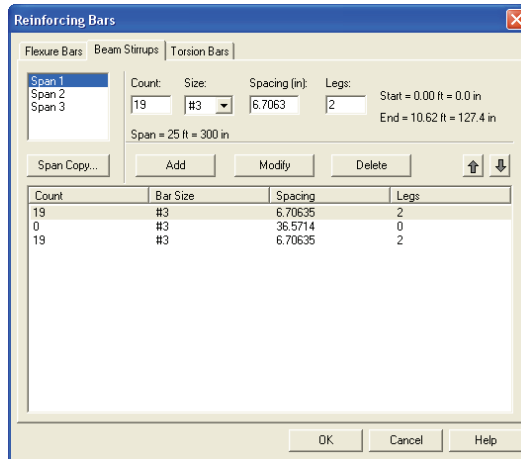 Reinforcing Bars
Flexure Bars Beam Stirrups Torsion Bars
Span 1
Span 2
Span 3
Count: Size: Spacing (in): Legs:
19 #3 6.7063 2
Start = 0.00 ft = 0.0 in
End = 10.62 ft = 127.4 in
Span = 25 ft = 300 in
Span Copy... Add Modify Delete
Count Bar Size Spacing Legs
19 #3 6.70635 2
0 #3 36.5714 0
19 #3 6.70635 2
OK Cancel Help